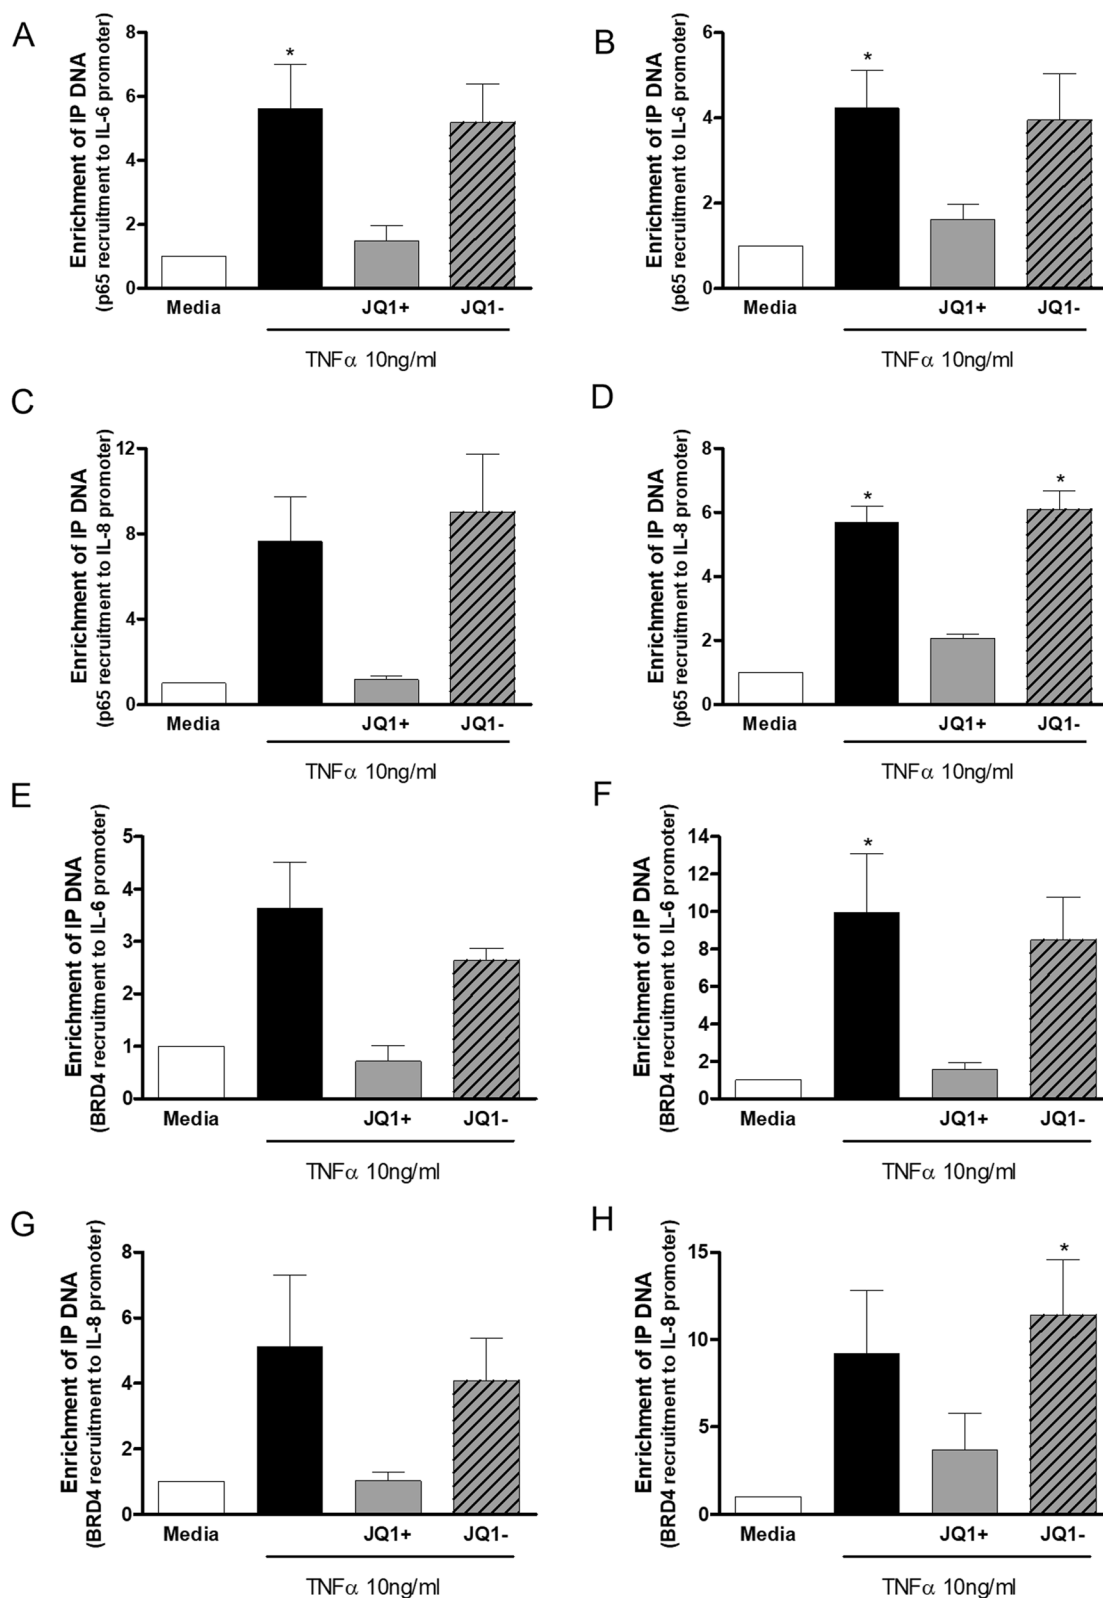 A
Enrichment of IP DNA
(p65 recruitment to IL-6 promoter)
8
6
4
2
0
*
Media
JQ1+
JQ1-
TNFα 10ng/ml
B
Enrichment of IP DNA
(p65 recruitment to IL-6 promoter)
6
4
2
0
*
Media
JQ1+
JQ1-
TNFα 10ng/ml
C
Enrichment of IP DNA
(p65 recruitment to IL-8 promoter)
12
8
4
0
Media
JQ1+
JQ1-
TNFα 10ng/ml
D
Enrichment of IP DNA
(p65 recruitment to IL-8 promoter)
8
6
4
2
0
*
*
Media
JQ1+
JQ1-
TNFα 10ng/ml
E
Enrichment of IP DNA
(BRD4 recruitment to IL-6 promoter)
5
4
3
2
1
0
Media
JQ1+
JQ1-
TNFα 10ng/ml
F
Enrichment of IP DNA
(BRD4 recruitment to IL-6 promoter)
14
12
10
8
6
4
2
0
*
Media
JQ1+
JQ1-
TNFα 10ng/ml
G
Enrichment of IP DNA
(BRD4 recruitment to IL-8 promoter)
8
6
4
2
0
Media
JQ1+
JQ1-
TNFα 10ng/ml
H
Enrichment of IP DNA
(BRD4 recruitment to IL-8 promoter)
15
10
5
0
*
Media
JQ1+
JQ1-
TNFα 10ng/ml